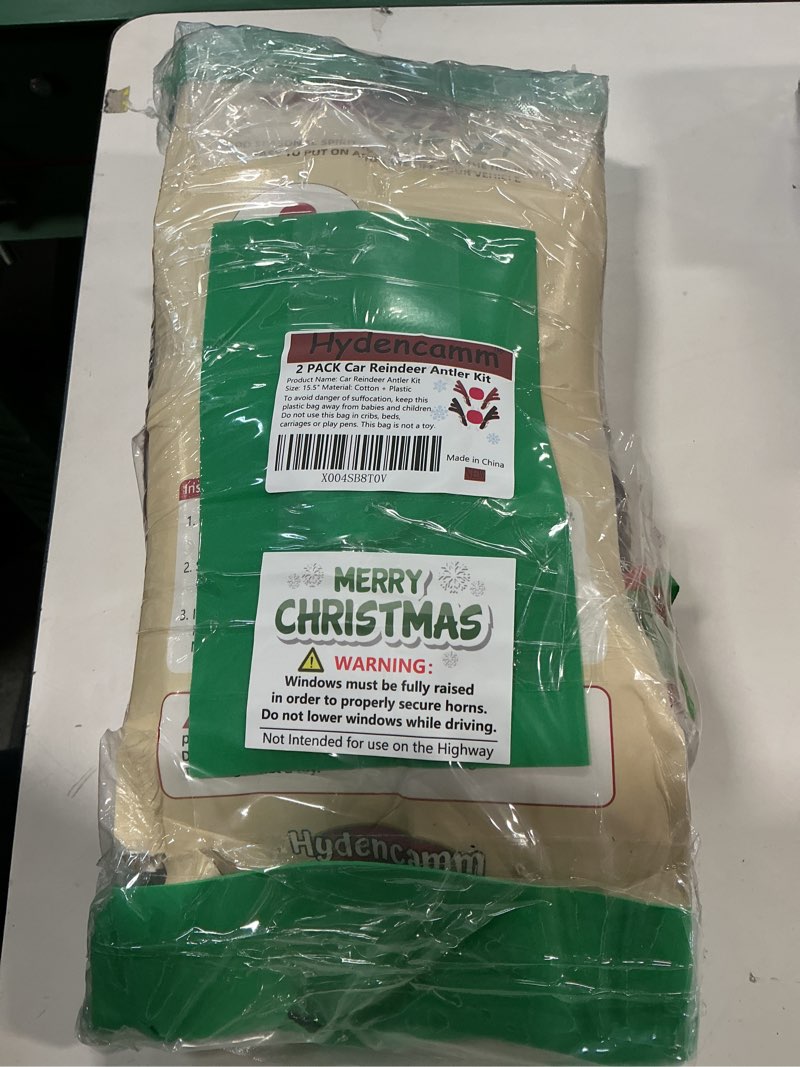 TO PUT ON
YOUR VEHICLE
Hydencamm
2 PACK Car Reindeer Antler Kit
Product Name: Car Reindeer Antler Kit
Size: 15.5" Material: Cotton + Plastic
To avoid danger of suffocation, keep this
plastic bag away from babies and children.
Do not use this bag in cribs, beds,
carriages or play pens. This bag is not a toy.
Made in China
X004SB8T0V
Ins
1.
2.
3.
MERRY
CHRISTMAS
WARNING:
Windows must be fully raised
in order to properly secure horns.
Do not lower windows while driving.
Not Intended for use on the Highway
Hydencamm